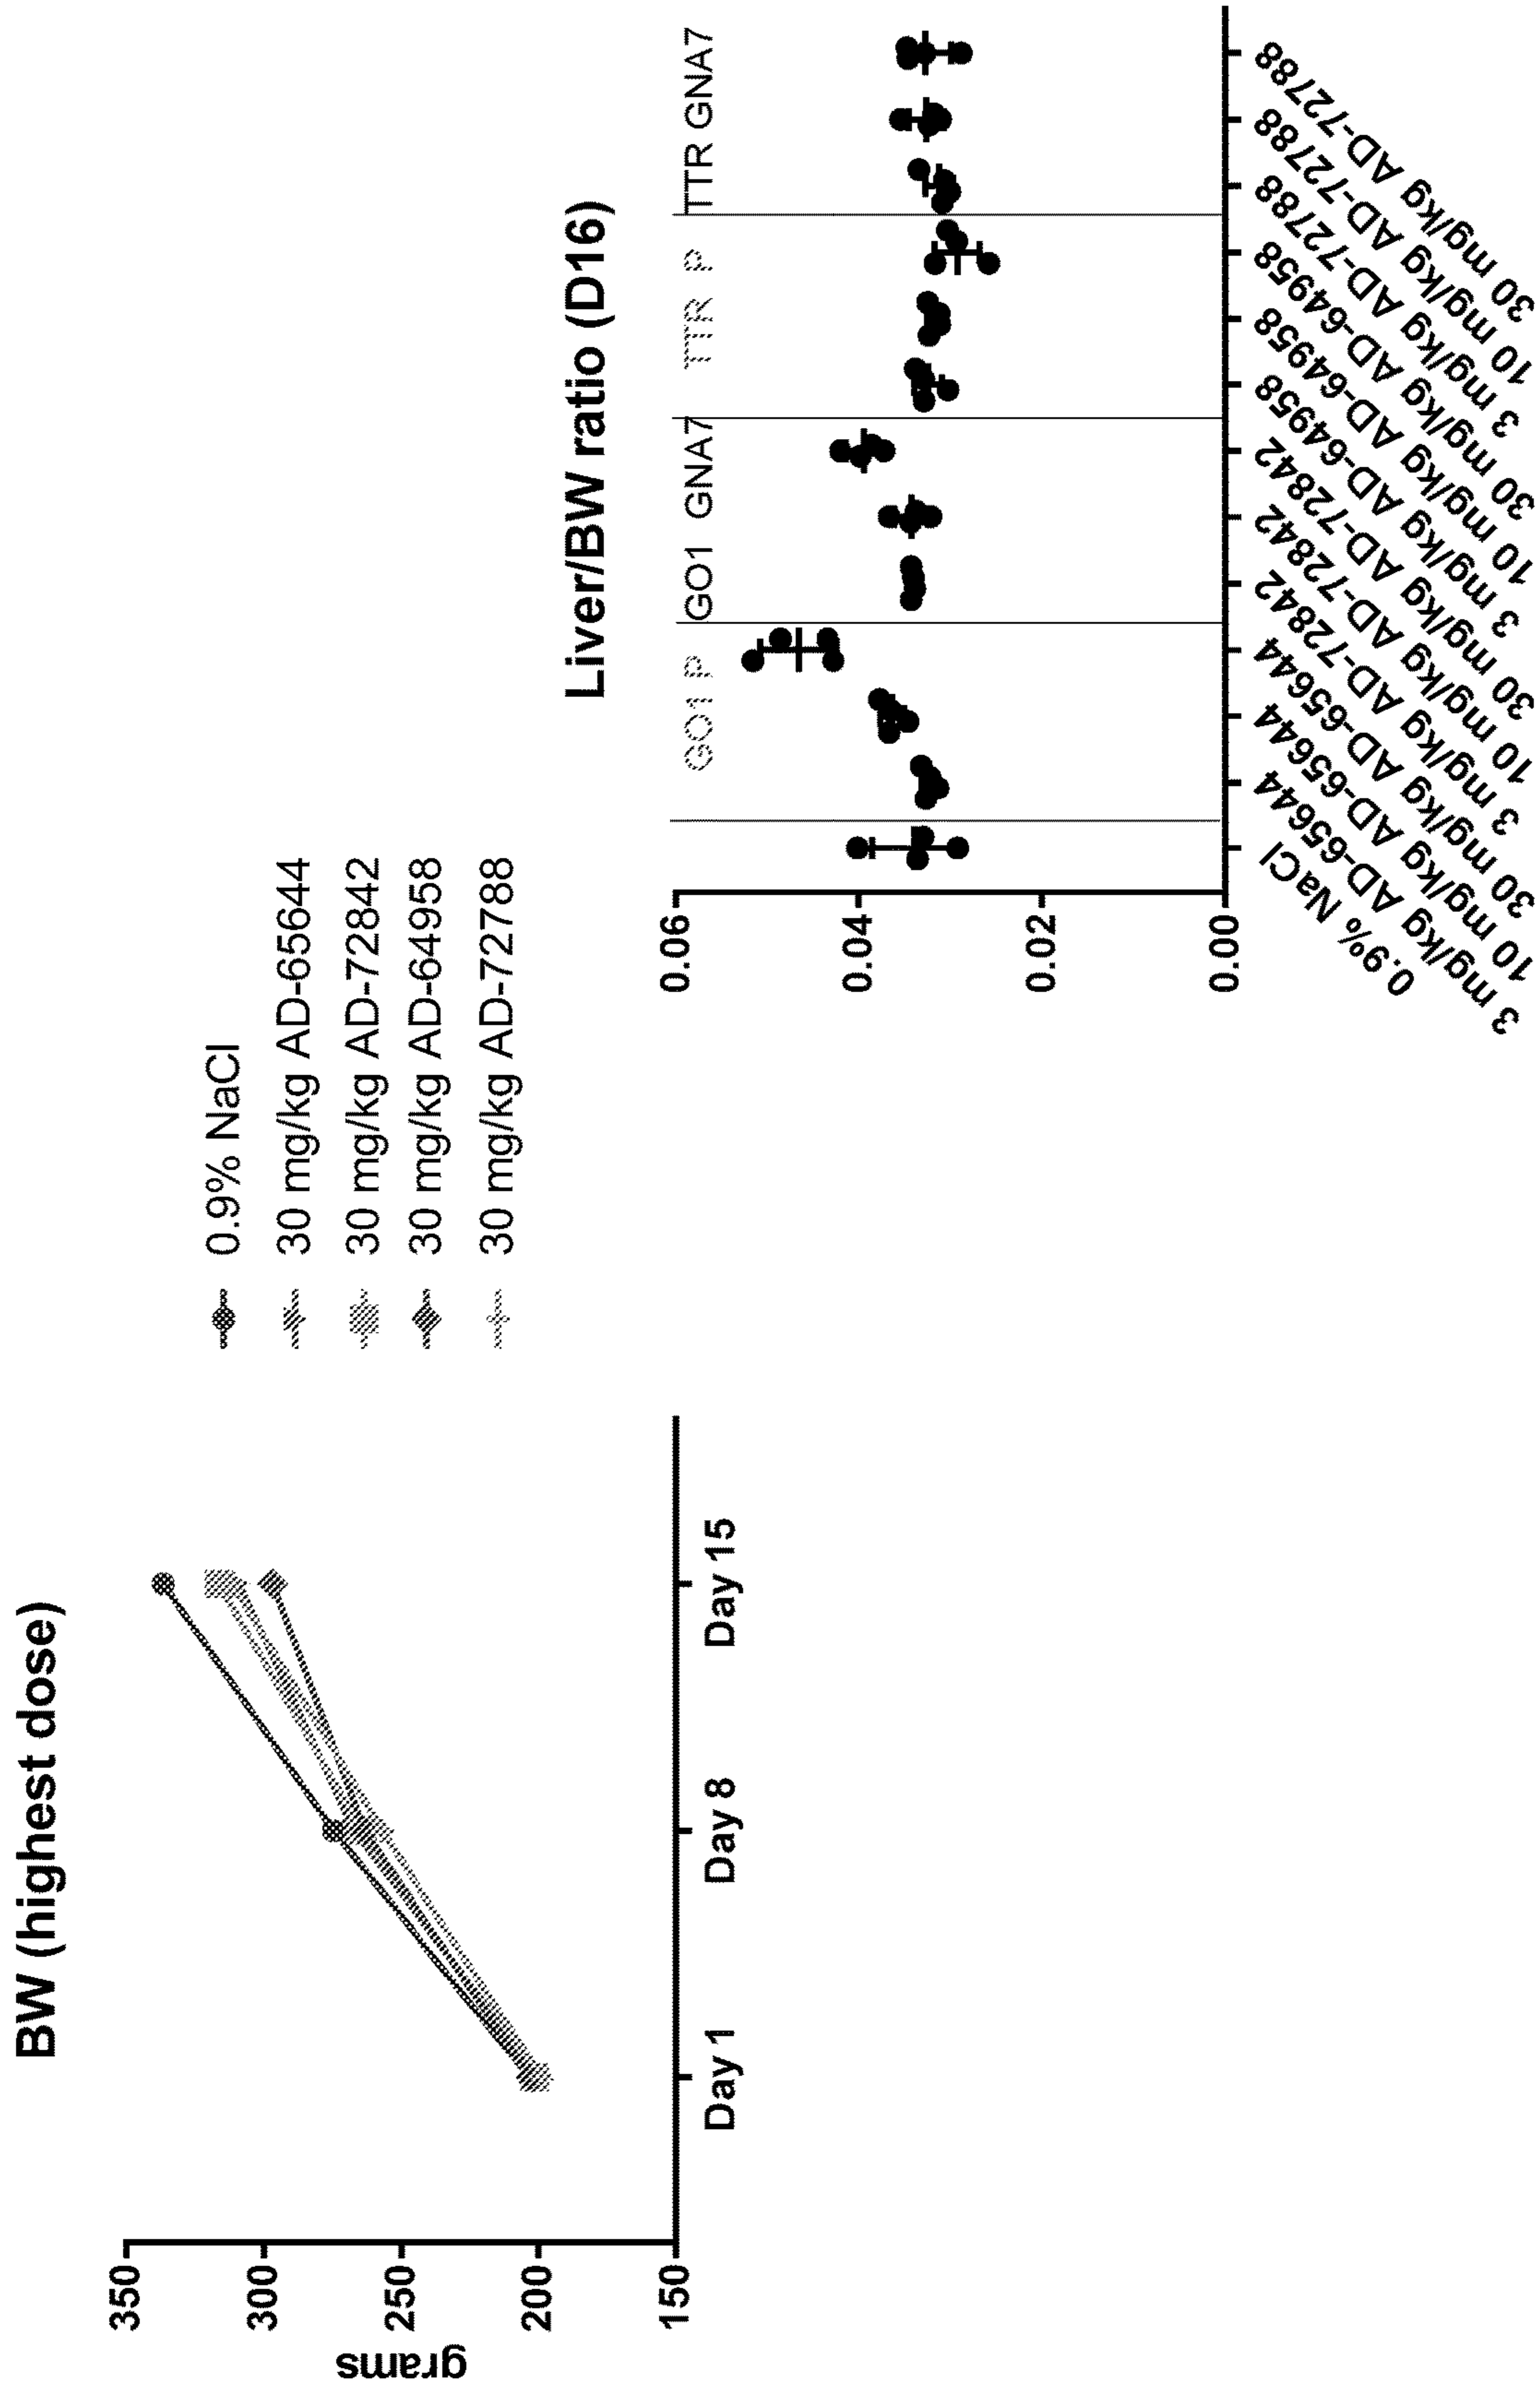 BW (highest dose)
350
300
250
200
150
grams
Day 1
Day 8
Day 15
0.9% NaCl
30 mg/kg AD-65644
30 mg/kg AD-72842
30 mg/kg AD-64958
30 mg/kg AD-72788
Liver/BW ratio (D16)
GO1 P
GO1 GNA7
TTR P
TTR GNA7
0.06
0.04
0.02
0.00
0.9% NaCl
3 mg/kg AD-65644
10 mg/kg AD-65644
30 mg/kg AD-65644
3 mg/kg AD-72842
10 mg/kg AD-72842
30 mg/kg AD-72842
3 mg/kg AD-64958
10 mg/kg AD-64958
30 mg/kg AD-64958
3 mg/kg AD-72788
10 mg/kg AD-72788
30 mg/kg AD-72788